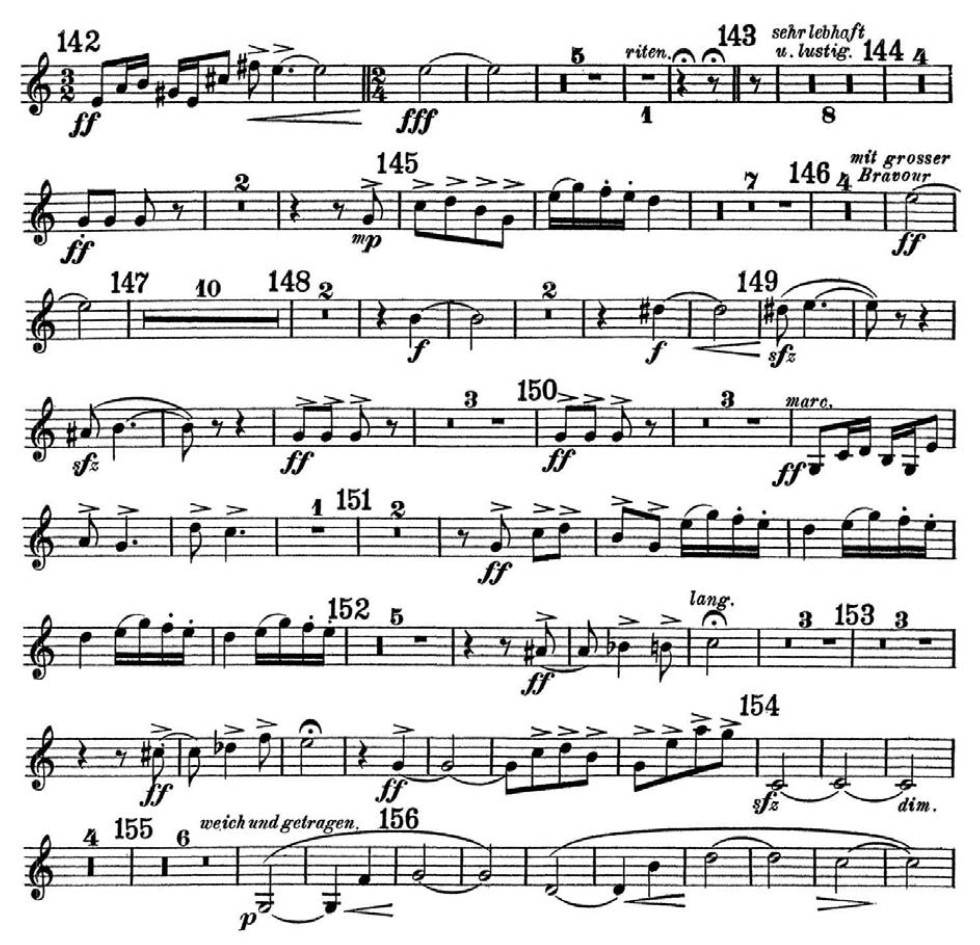 142 5 riten. 143 sehr lebhaft 144 4
u. lustig.
3 2 2 4
ff fff 1 8
2 145 7 146 4 mit grosser
Bravour
ff mp ff
147 10 148 2 2 149
f f sfz
3 150 3 marc.
sfz ff ff ff
1 151 2
ff
152 5 lang. 3 153 3
ff
154
ff ff sfz dim.
4 155 6 weich und getragen. 156
p